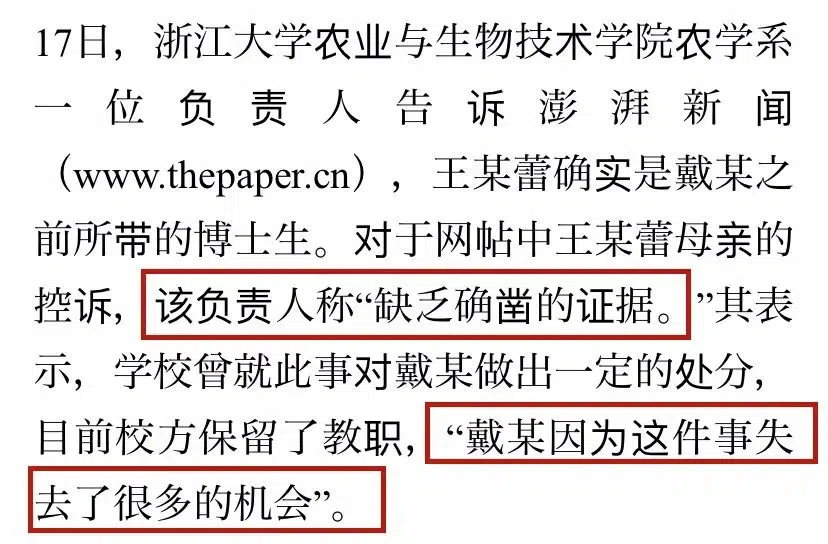 17日，浙江大学农业与生物技术学院农学系
一位负责人告诉澎湃新闻
（www.thepaper.cn），王某蕾确实是戴某之
前所带的博士生。对于网帖中王某蕾母亲的
控诉，该负责人称“缺乏确凿的证据。”其表
示，学校曾就此事对戴某做出一定的处分，
目前校方保留了教职，“戴某因为这件事失
去了很多的机会”。